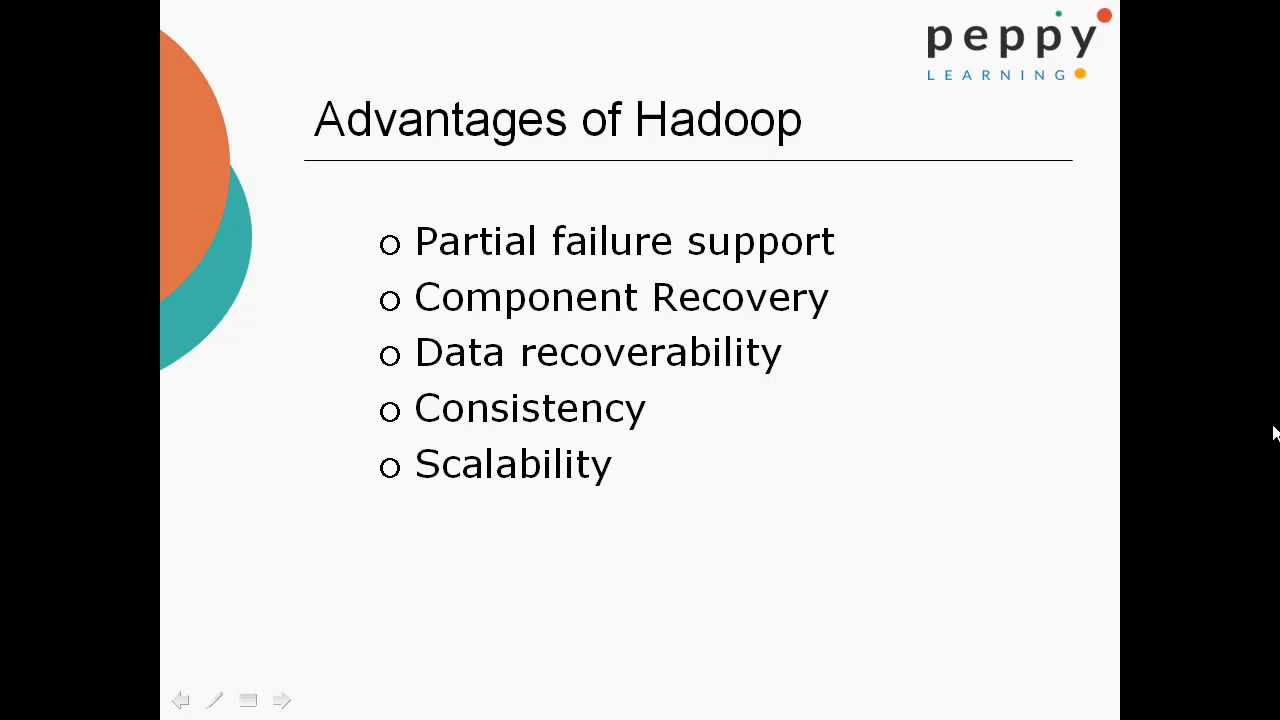 peppy
LEARNING
Advantages of Hadoop
o Partial failure support
o Component Recovery
o Data recoverability
o Consistency
o Scalability